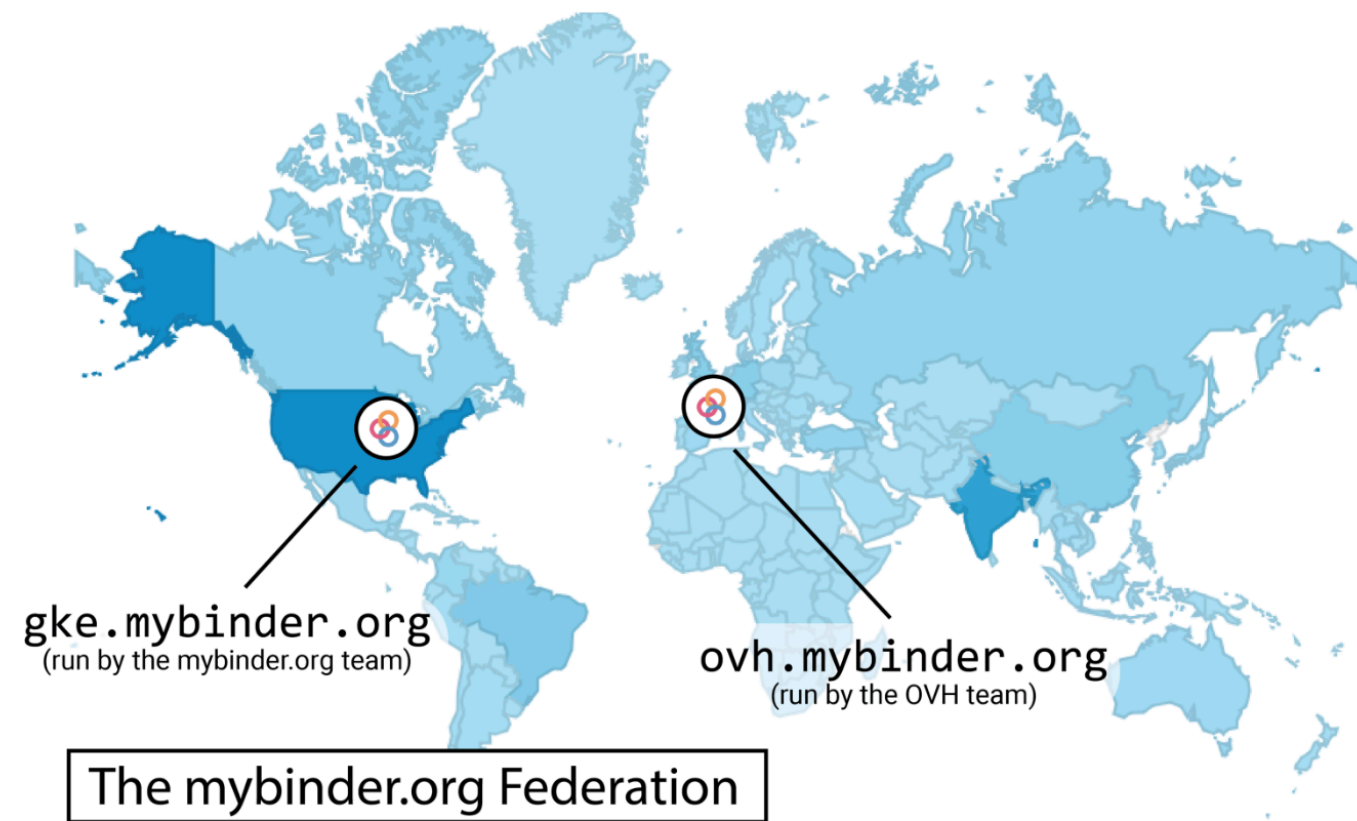 gke.mybinder.org
(run by the mybinder.org team)
ovh.mybinder.org
(run by the OVH team)
The mybinder.org Federation